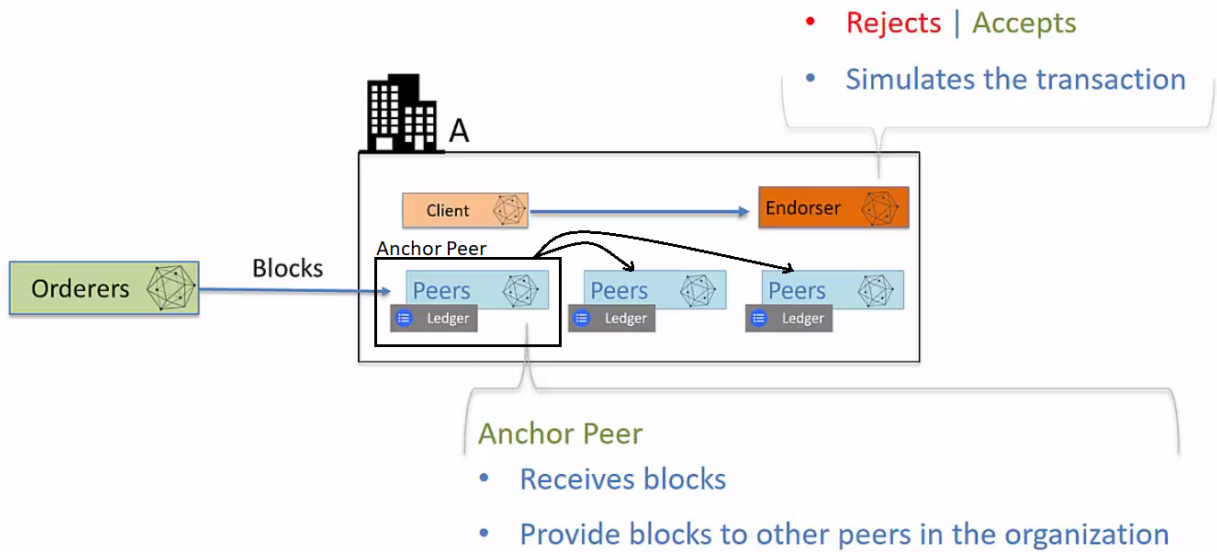 • Rejects | Accepts
• Simulates the transaction
A
Client
Endorser
Anchor Peer
Blocks
Orderers
Peers
Peers
Peers
Ledger
Ledger
Ledger
Anchor Peer
• Receives blocks
• Provide blocks to other peers in the organization